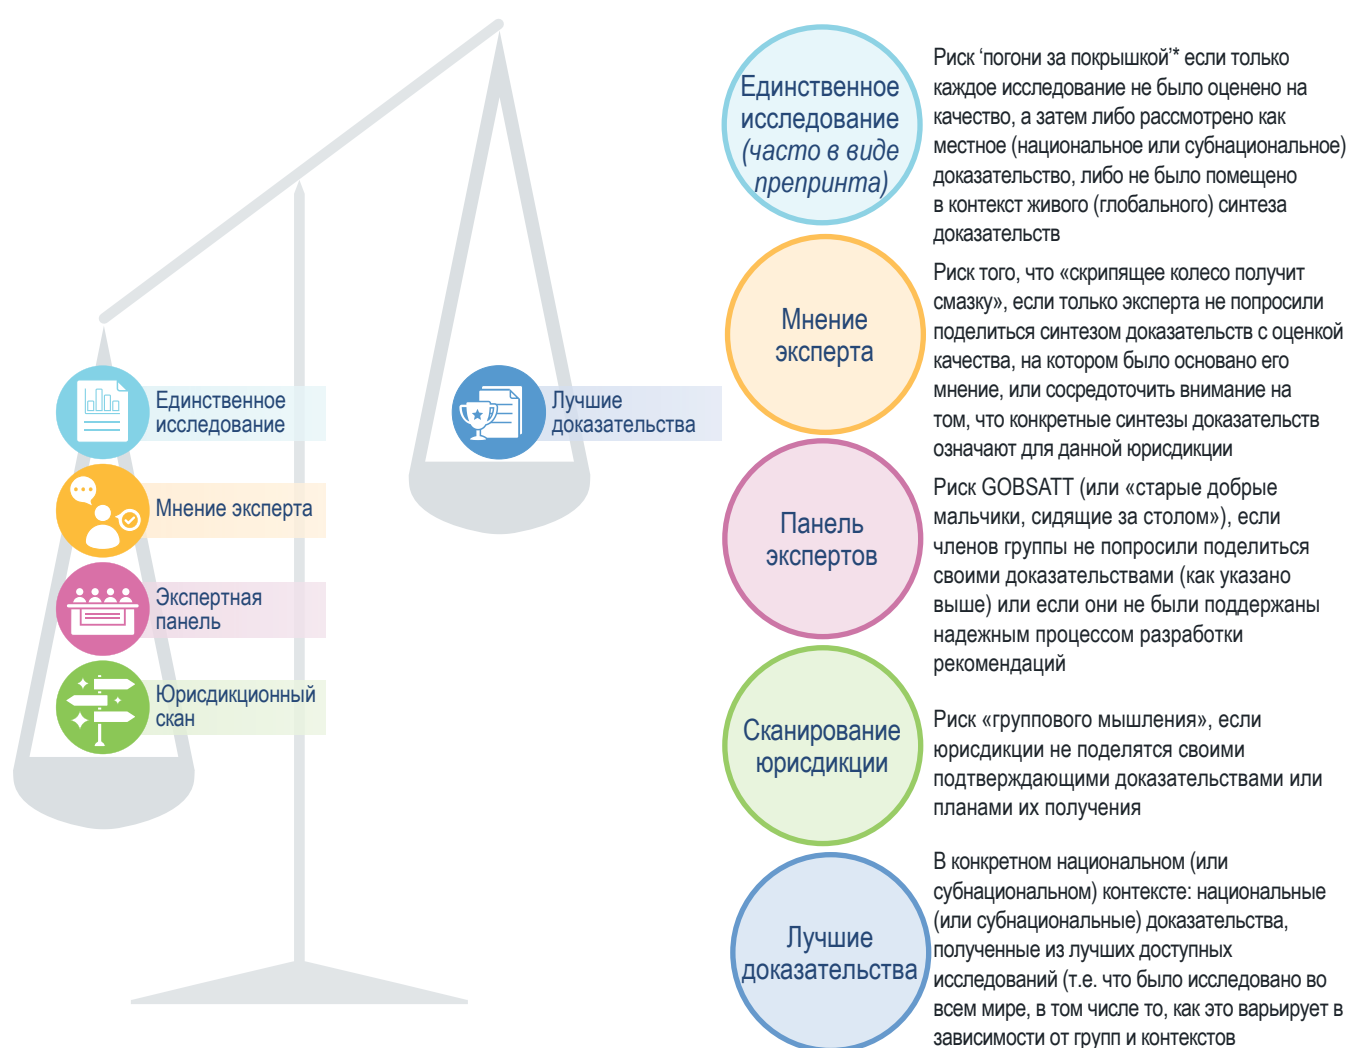 Единственное
исследование
Мнение эксперта
Экспертная
панель
Юрисдикционный
скан
Лучшие
доказательства
Единственное
исследование
(часто в виде
препринта)
Риск ‘погони за покрышкой’* если только
каждое исследование не было оценено на
качество, а затем либо рассмотрено как
местное (национальное или субнациональное)
доказательство, либо не было помещено
в контекст живого (глобального) синтеза
доказательств
Мнение
эксперта
Риск того, что «скрипящее колесо получит
смазку», если только эксперта не попросили
поделиться синтезом доказательств с оценкой
качества, на котором было основано его
мнение, или сосредоточить внимание на
том, что конкретные синтезы доказательств
означают для данной юрисдикции
Панель
экспертов
Риск GOBSATT (или «старые добрые
мальчики, сидящие за столом»), если
членов группы не попросили поделиться
своими доказательствами (как указано
выше) или если они не были поддержаны
надежным процессом разработки
рекомендаций
Сканирование
юрисдикции
Риск «группового мышления», если
юрисдикции не поделятся своими
подтверждающими доказательствами или
планами их получения
Лучшие
доказательства
В конкретном национальном (или
субнациональном) контексте: национальные
(или субнациональные) доказательства,
полученные из лучших доступных
исследований (т.е. что было исследовано во
всем мире, в том числе то, как это варьирует в
зависимости от групп и контекстов